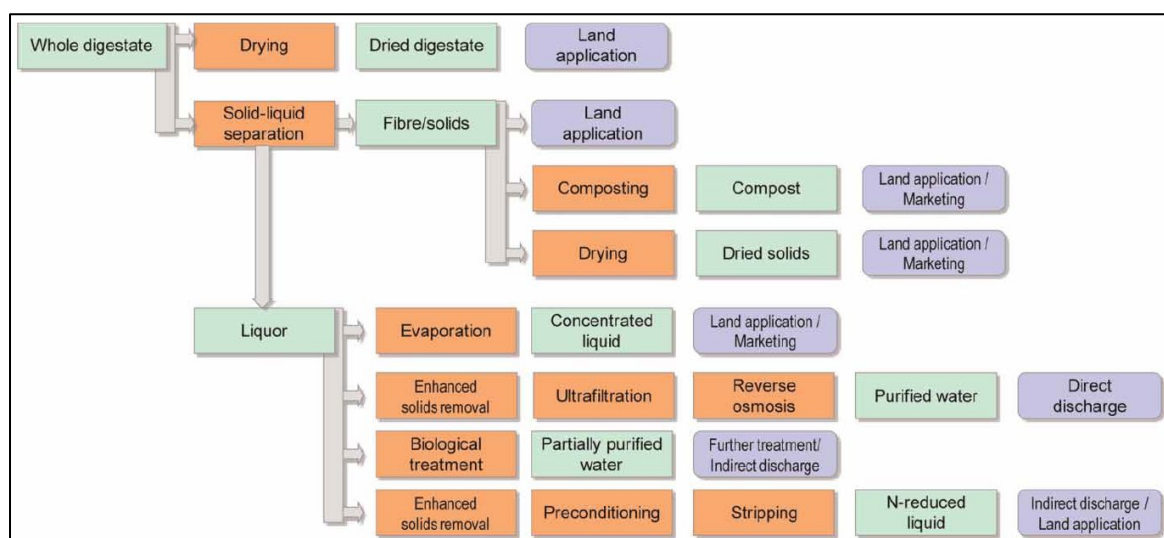 Whole digestate
Drying
Dried digestate
Land
application
Solid-liquid
separation
Fibre/solids
Land
application
Composting
Compost
Land application /
Marketing
Drying
Dried solids
Land application /
Marketing
Liquor
Evaporation
Concentrated
liquid
Land application /
Marketing
Enhanced
solids removal
Ultrafiltration
Reverse
osmosis
Purified water
Direct
discharge
Biological
treatment
Partially purified
water
Further treatment/
Indirect discharge
Enhanced
solids removal
Preconditioning
Stripping
N-reduced
liquid
Indirect discharge /
Land application